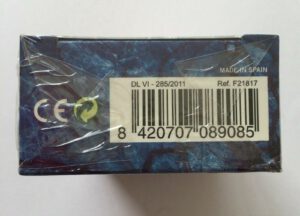 MADE IN SPAIN
DL VI - 285/2011 Ref. F21817
CE
8 420707 089085